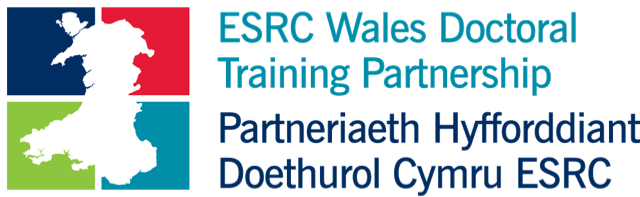 ESRC Wales Doctoral
Training Partnership
Partneriaeth Hyfforddiant
Doethurol Cymru ESRC